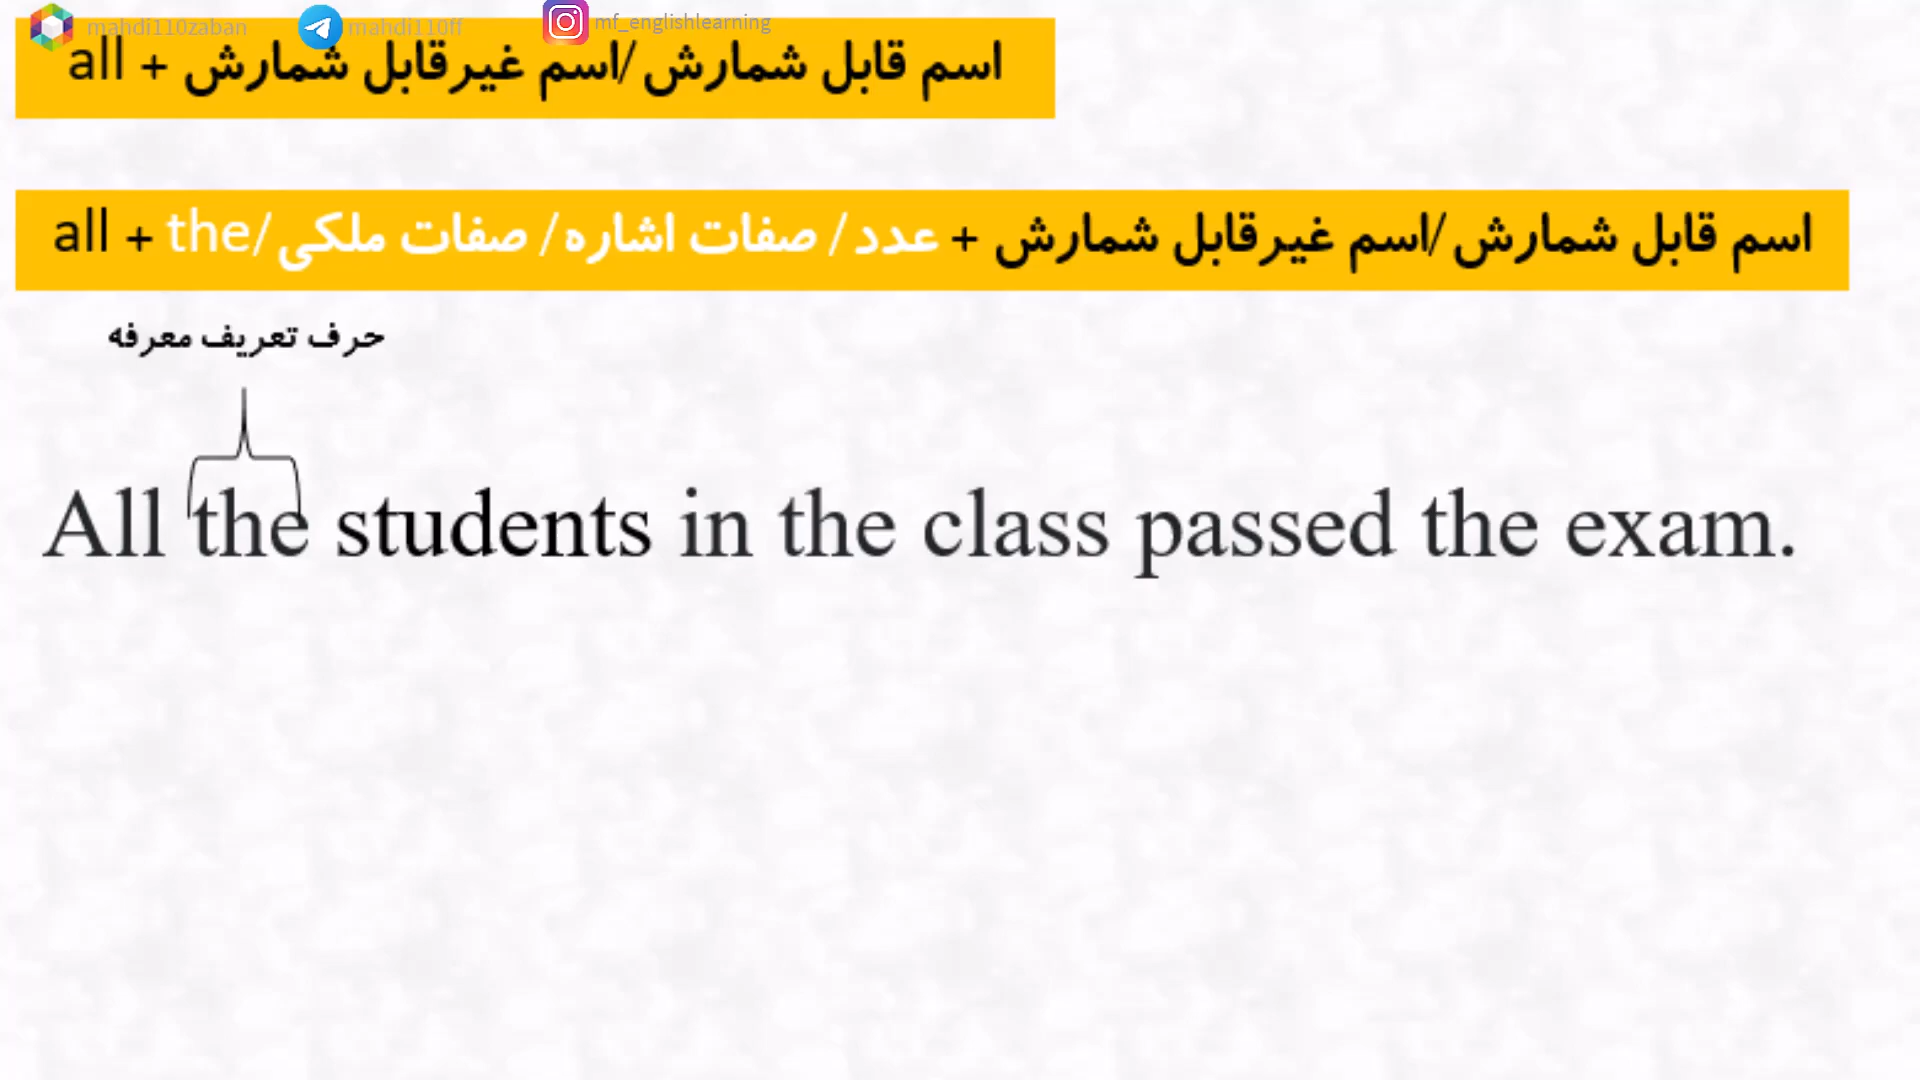 mahdi110zaban mahdi110ff mf_englishlearning
all + اسم قابل شمارش/اسم غیرقابل شمارش
all + the/صفات ملکی/ صفات اشاره/ عدد + اسم قابل شمارش/اسم غیرقابل شمارش
حرف تعریف معرفه
All the students in the class passed the exam.